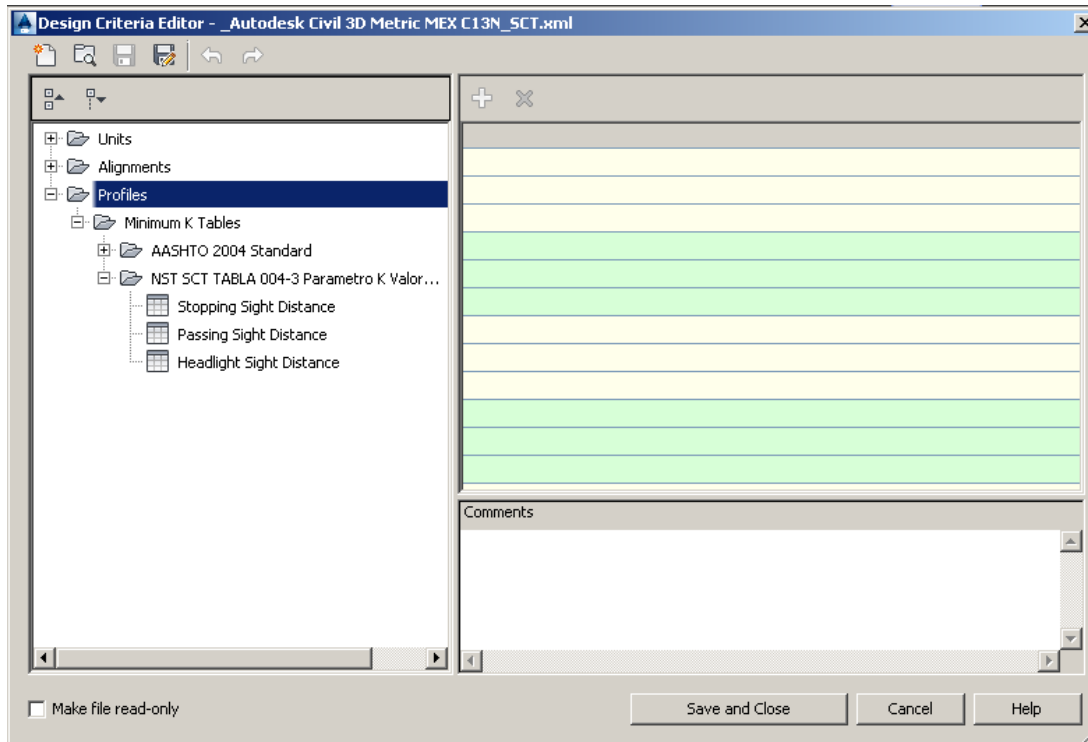 Design Criteria Editor - _Autodesk Civil 3D Metric MEX C13N_SCT.xml
Units
Alignments
Profiles
Minimum K Tables
AASHTO 2004 Standard
NST SCT TABLA 004-3 Parametro K Valor...
Stopping Sight Distance
Passing Sight Distance
Headlight Sight Distance
Comments
Make file read-only
Save and Close
Cancel
Help